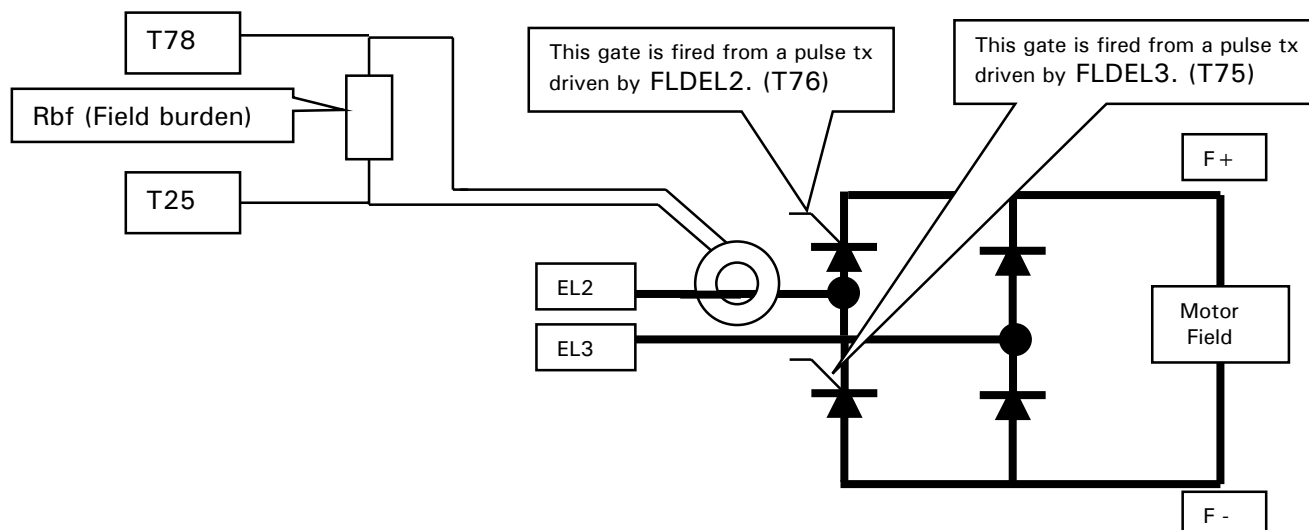 T78
Rbf (Field burden)
T25
This gate is fired from a pulse tx
driven by FLDEL2. (T76)
This gate is fired from a pulse tx
driven by FLDEL3. (T75)
F+
EL2
EL3
Motor
Field
F -